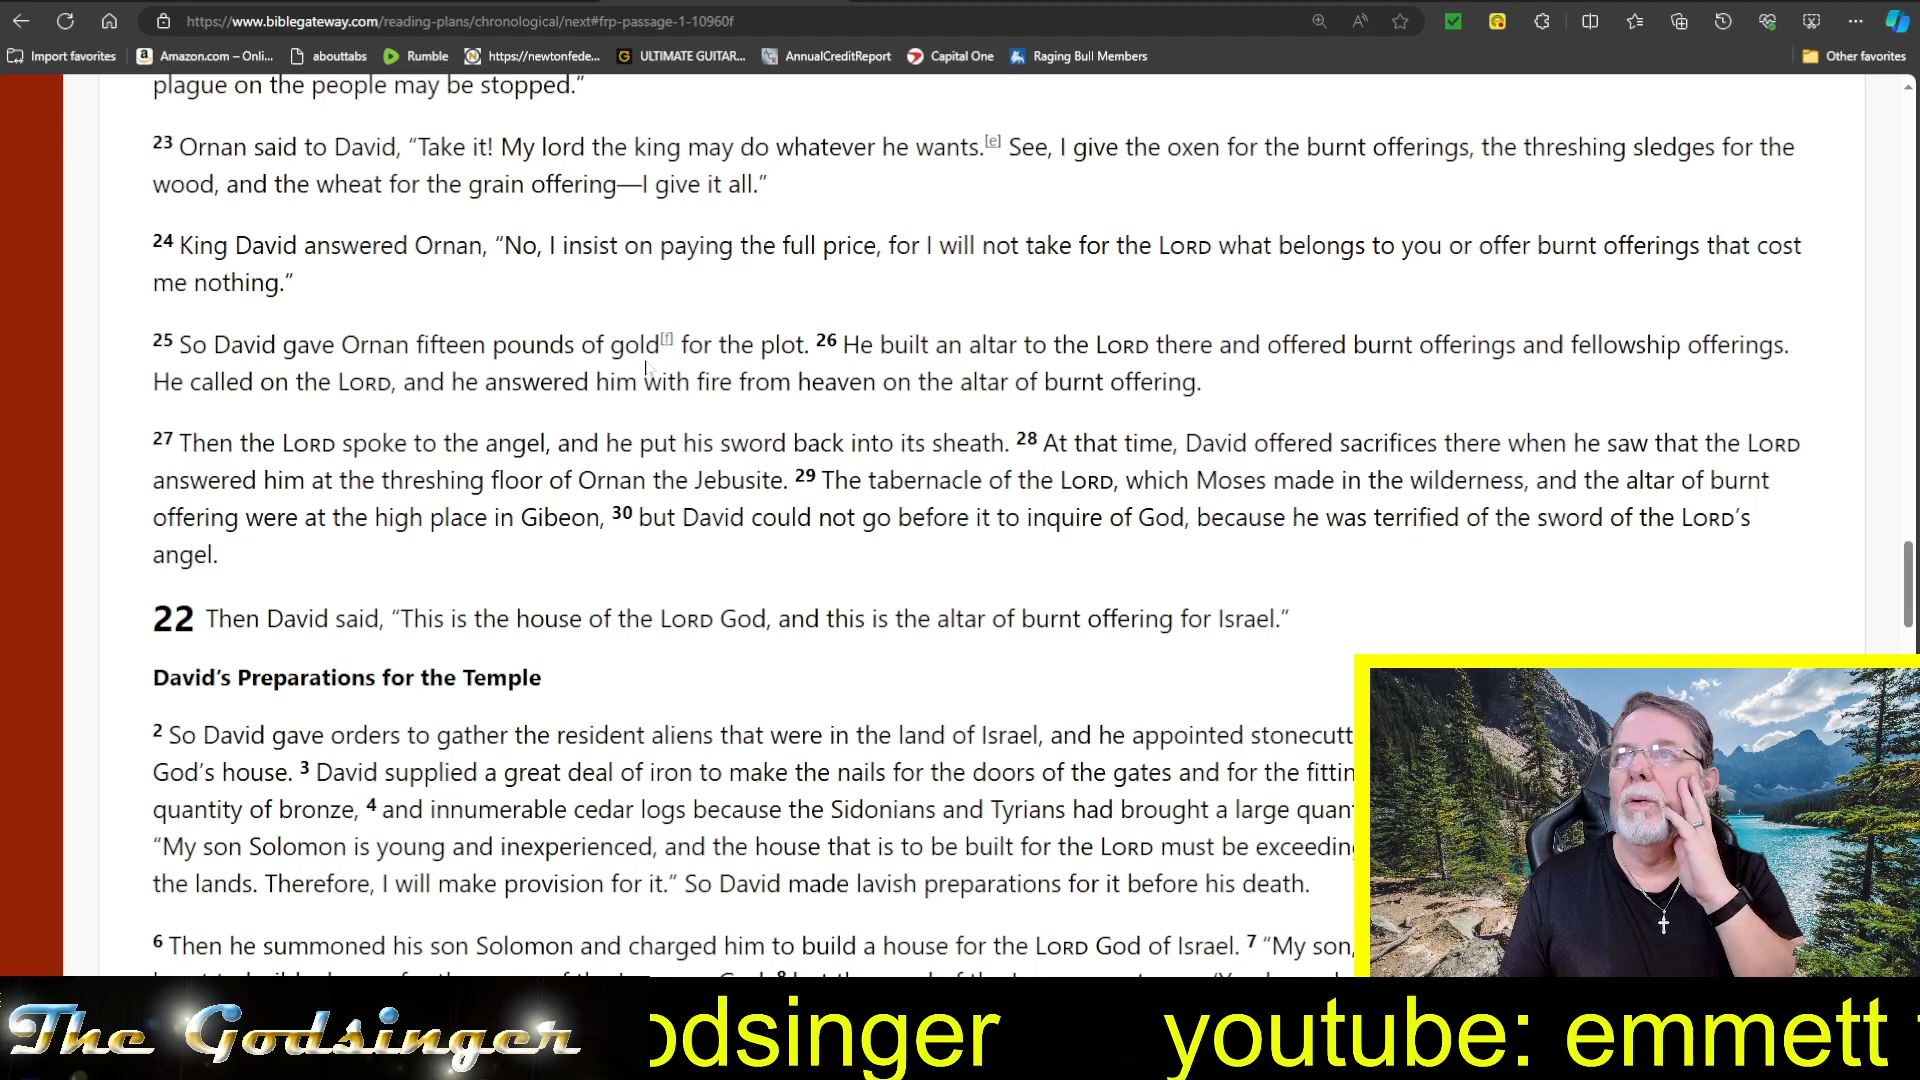 https://www.biblegateway.com/reading-plans/chronological/next#frp-passage-1-10960f
Import favorites Amazon.com – Onli... abouttabs Rumble https://newtonfede... ULTIMATE GUITAR... AnnualCreditReport Capital One Raging Bull Members Other favorites
plague on the people may be stopped.”
23 Ornan said to David, “Take it! My lord the king may do whatever he wants.[e] See, I give the oxen for the burnt offerings, the threshing sledges for the
wood, and the wheat for the grain offering—I give it all.”
24 King David answered Ornan, “No, I insist on paying the full price, for I will not take for the LORD what belongs to you or offer burnt offerings that cost
me nothing.”
25 So David gave Ornan fifteen pounds of gold[f] for the plot. 26 He built an altar to the LORD there and offered burnt offerings and fellowship offerings.
He called on the LORD, and he answered him with fire from heaven on the altar of burnt offering.
27 Then the LORD spoke to the angel, and he put his sword back into its sheath. 28 At that time, David offered sacrifices there when he saw that the LORD
answered him at the threshing floor of Ornan the Jebusite. 29 The tabernacle of the LORD, which Moses made in the wilderness, and the altar of burnt
offering were at the high place in Gibeon, 30 but David could not go before it to inquire of God, because he was terrified of the sword of the LORD’s
angel.
22 Then David said, “This is the house of the LORD God, and this is the altar of burnt offering for Israel.”
David’s Preparations for the Temple
2 So David gave orders to gather the resident aliens that were in the land of Israel, and he appointed stonecutt
God’s house. 3 David supplied a great deal of iron to make the nails for the doors of the gates and for the fittin
quantity of bronze, 4 and innumerable cedar logs because the Sidonians and Tyrians had brought a large quan
“My son Solomon is young and inexperienced, and the house that is to be built for the LORD must be exceedin
the lands. Therefore, I will make provision for it.” So David made lavish preparations for it before his death.
6 Then he summoned his son Solomon and charged him to build a house for the LORD God of Israel. 7 “My son,
The Godsinger odsinger youtube: emmett